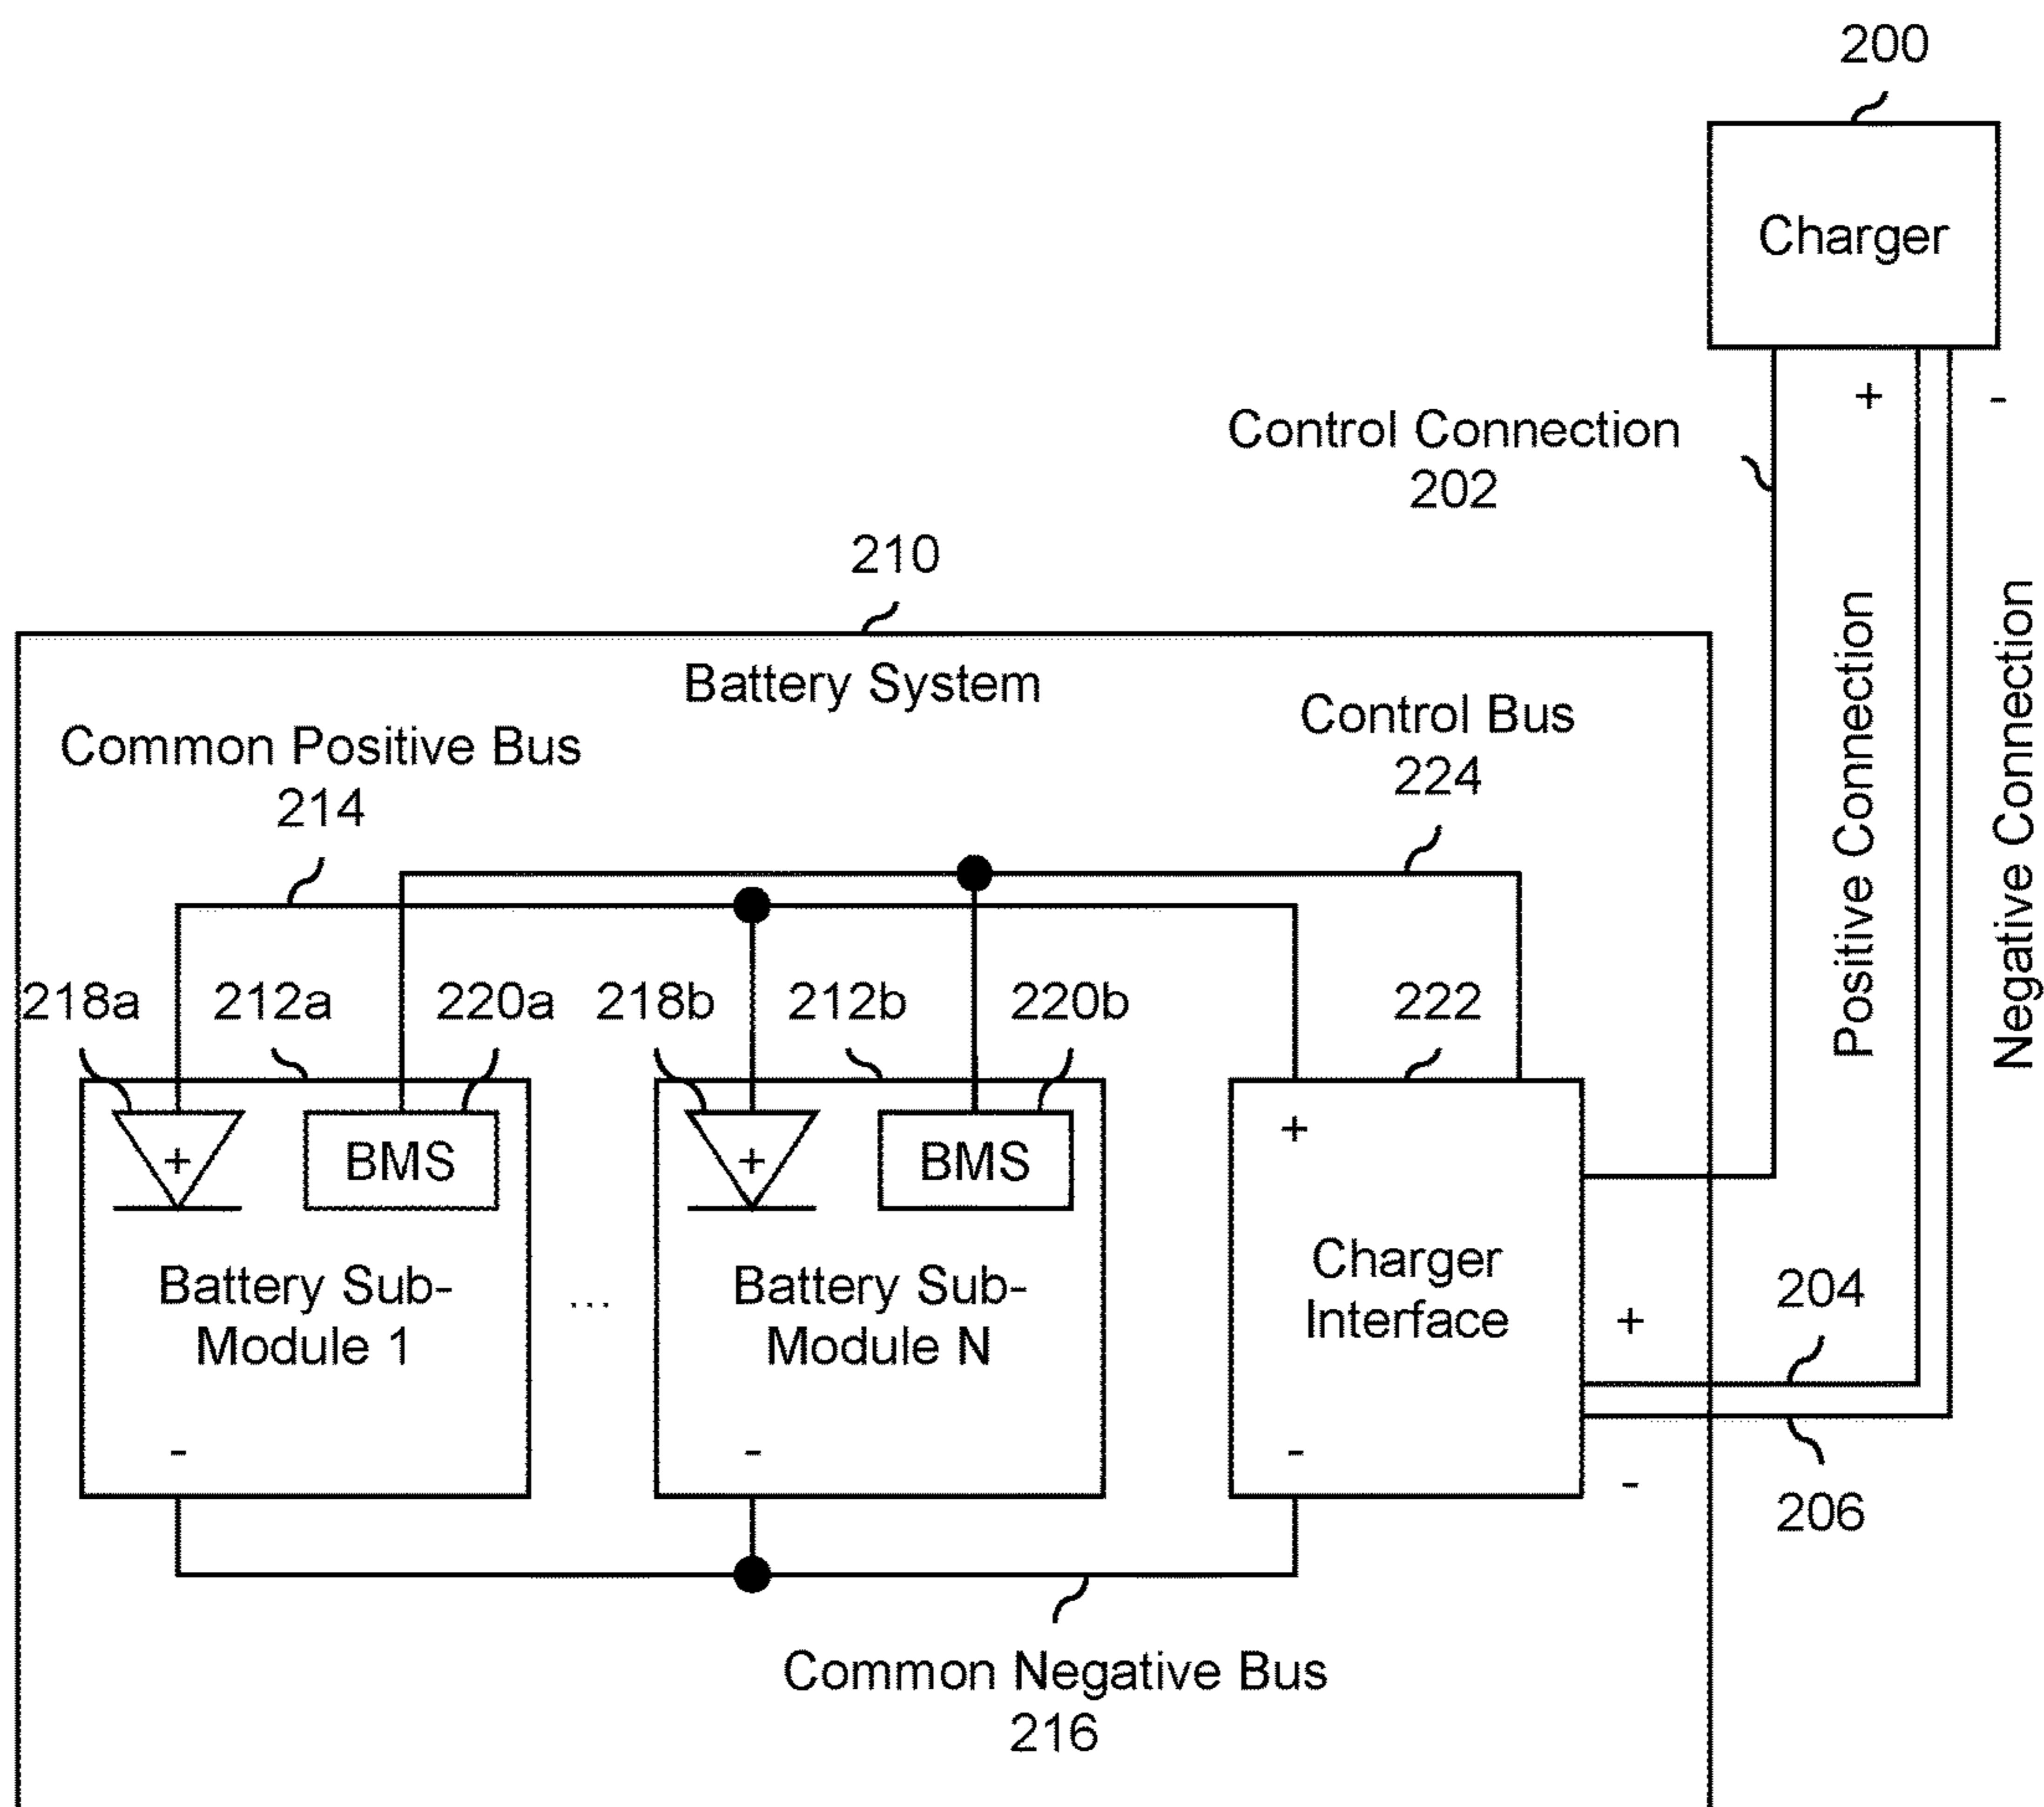 200
Charger
+
-
Control Connection
202
Positive Connection
Negative Connection
210
Battery System
Common Positive Bus
214
Control Bus
224
218a
212a
220a
218b
212b
220b
222
+
BMS
+
BMS
+
Battery Sub-
Module 1
...
Battery Sub-
Module N
Charger
Interface
+
204
-
-
-
-
206
Common Negative Bus
216